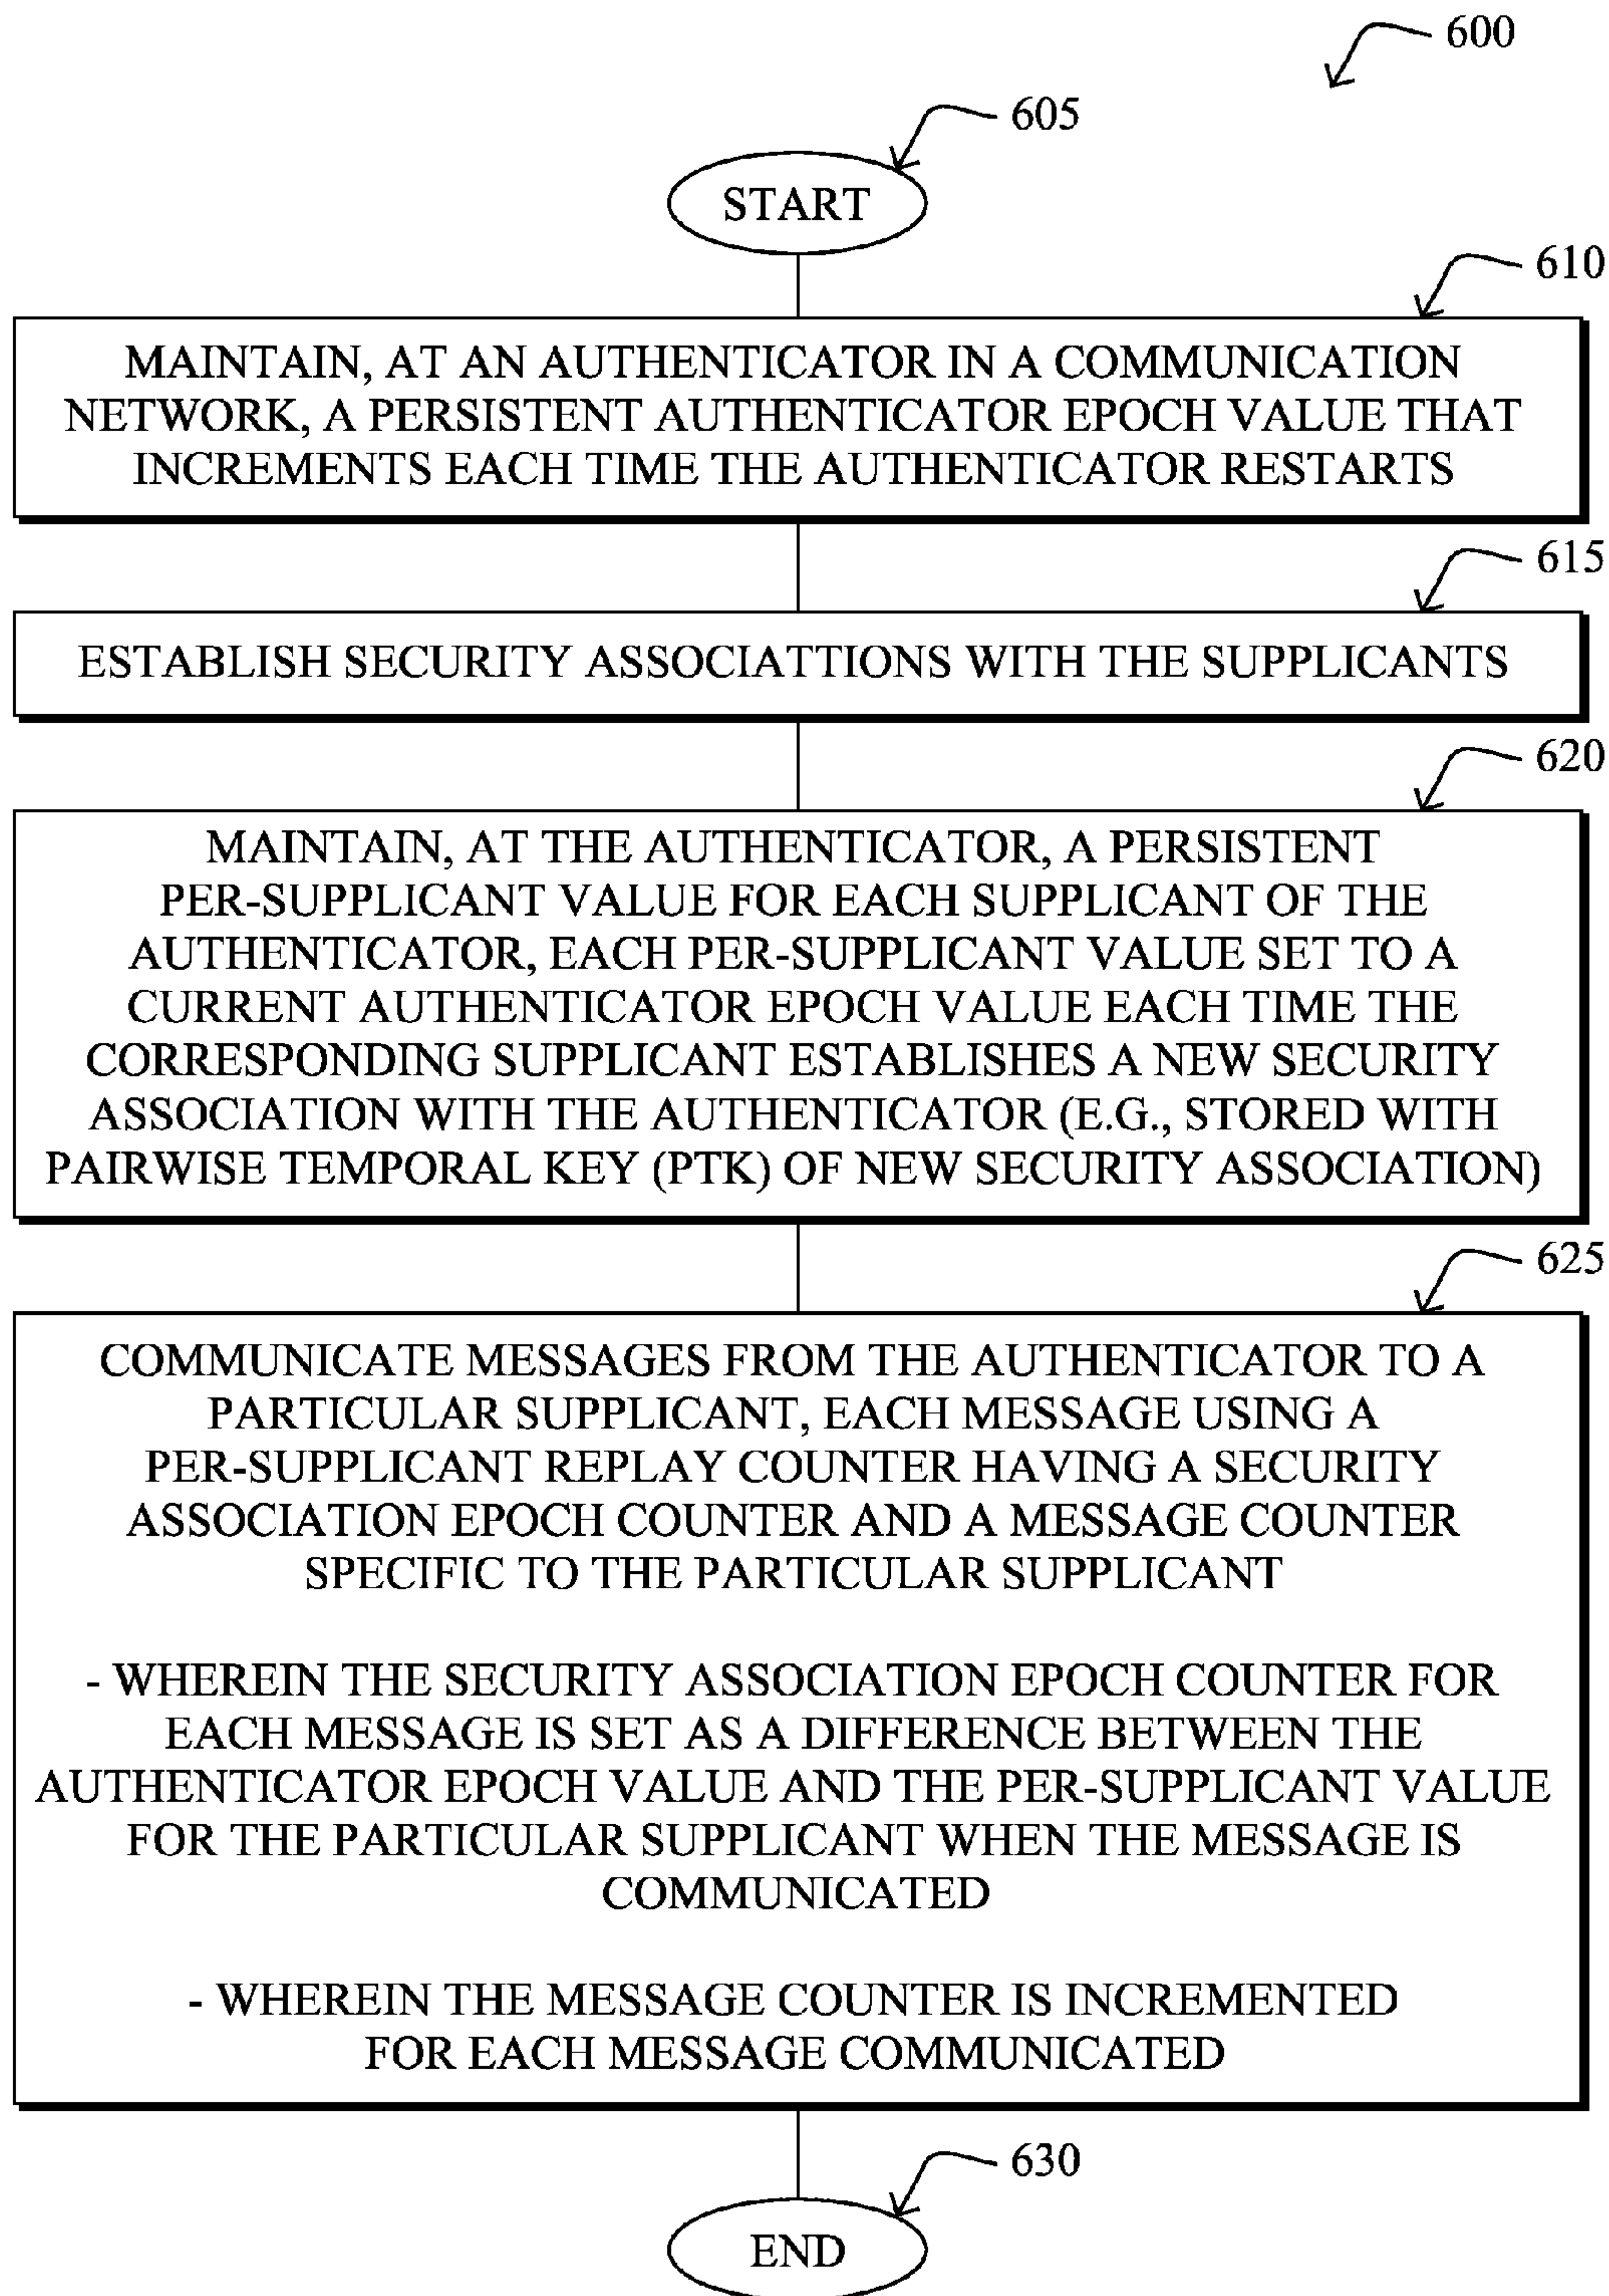 600
605
START
610
MAINTAIN, AT AN AUTHENTICATOR IN A COMMUNICATION
NETWORK, A PERSISTENT AUTHENTICATOR EPOCH VALUE THAT
INCREMENTS EACH TIME THE AUTHENTICATOR RESTARTS
615
ESTABLISH SECURITY ASSOCIATTIONS WITH THE SUPPLICANTS
620
MAINTAIN, AT THE AUTHENTICATOR, A PERSISTENT
PER-SUPPLICANT VALUE FOR EACH SUPPLICANT OF THE
AUTHENTICATOR, EACH PER-SUPPLICANT VALUE SET TO A
CURRENT AUTHENTICATOR EPOCH VALUE EACH TIME THE
CORRESPONDING SUPPLICANT ESTABLISHES A NEW SECURITY
ASSOCIATION WITH THE AUTHENTICATOR (E.G., STORED WITH
PAIRWISE TEMPORAL KEY (PTK) OF NEW SECURITY ASSOCIATION)
625
COMMUNICATE MESSAGES FROM THE AUTHENTICATOR TO A
PARTICULAR SUPPLICANT, EACH MESSAGE USING A
PER-SUPPLICANT REPLAY COUNTER HAVING A SECURITY
ASSOCIATION EPOCH COUNTER AND A MESSAGE COUNTER
SPECIFIC TO THE PARTICULAR SUPPLICANT
- WHEREIN THE SECURITY ASSOCIATION EPOCH COUNTER FOR
EACH MESSAGE IS SET AS A DIFFERENCE BETWEEN THE
AUTHENTICATOR EPOCH VALUE AND THE PER-SUPPLICANT VALUE
FOR THE PARTICULAR SUPPLICANT WHEN THE MESSAGE IS
COMMUNICATED
- WHEREIN THE MESSAGE COUNTER IS INCREMENTED
FOR EACH MESSAGE COMMUNICATED
630
END